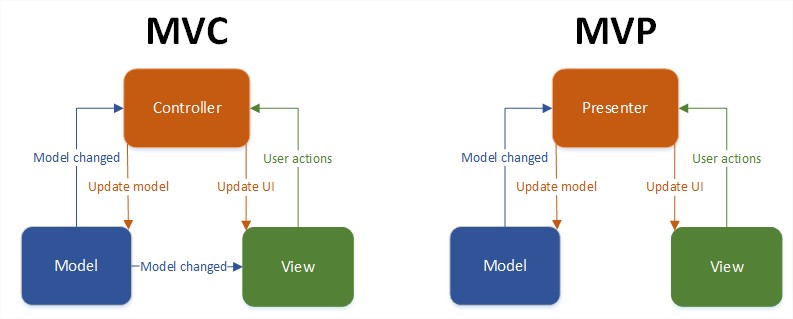 MVC
Controller
Model changed
User actions
Update model
Update UI
Model
Model changed
View
MVP
Presenter
Model changed
User actions
Update model
Update UI
Model
View